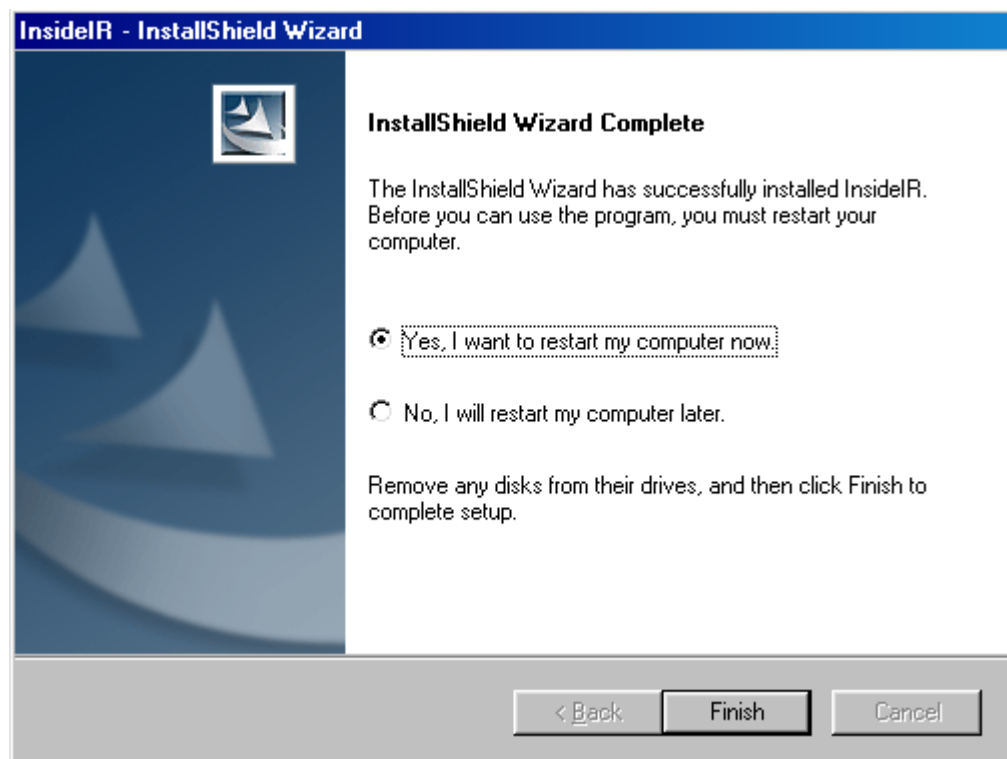 InsideIR - InstallShield Wizard
InstallShield Wizard Complete
The InstallShield Wizard has successfully installed InsideIR.
Before you can use the program, you must restart your
computer.
Yes, I want to restart my computer now.
No, I will restart my computer later.
Remove any disks from their drives, and then click Finish to
complete setup.
< Back
Finish
Cancel